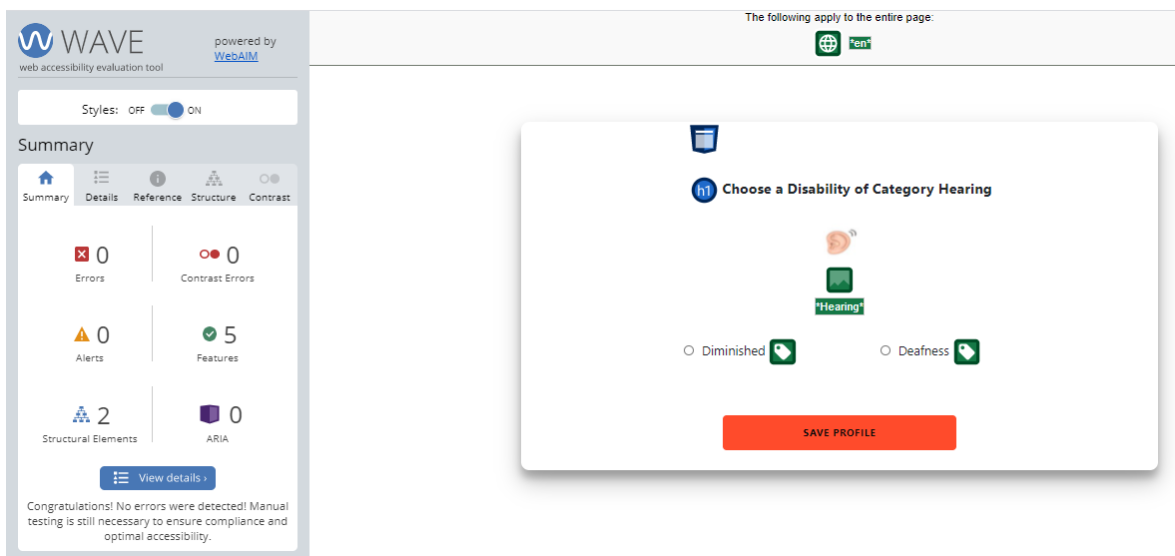 WAVE
powered by
WebAIM
web accessibility evaluation tool
Styles: OFF ON
Summary
Summary Details Reference Structure Contrast
0
Errors
0
Contrast Errors
0
Alerts
5
Features
2
Structural Elements
0
ARIA
View details ›
Congratulations! No errors were detected! Manual
testing is still necessary to ensure compliance and
optimal accessibility.
The following apply to the entire page:
*en*
h1 Choose a Disability of Category Hearing
*Hearing*
Diminished
Deafness
SAVE PROFILE